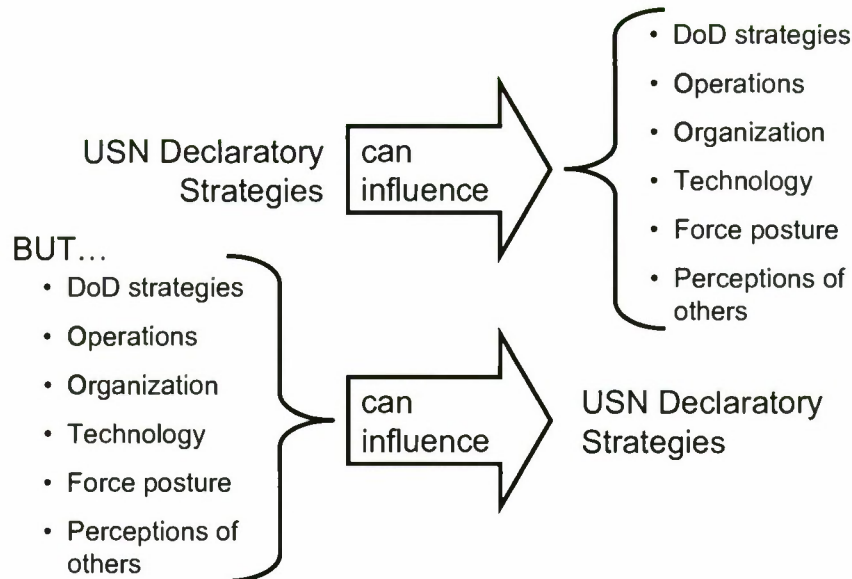 USN Declaratory
Strategies
can
influence
• DoD strategies
• Operations
• Organization
• Technology
• Force posture
• Perceptions of
others
BUT...
• DoD strategies
• Operations
• Organization
• Technology
• Force posture
• Perceptions of
others
can
influence
USN Declaratory
Strategies